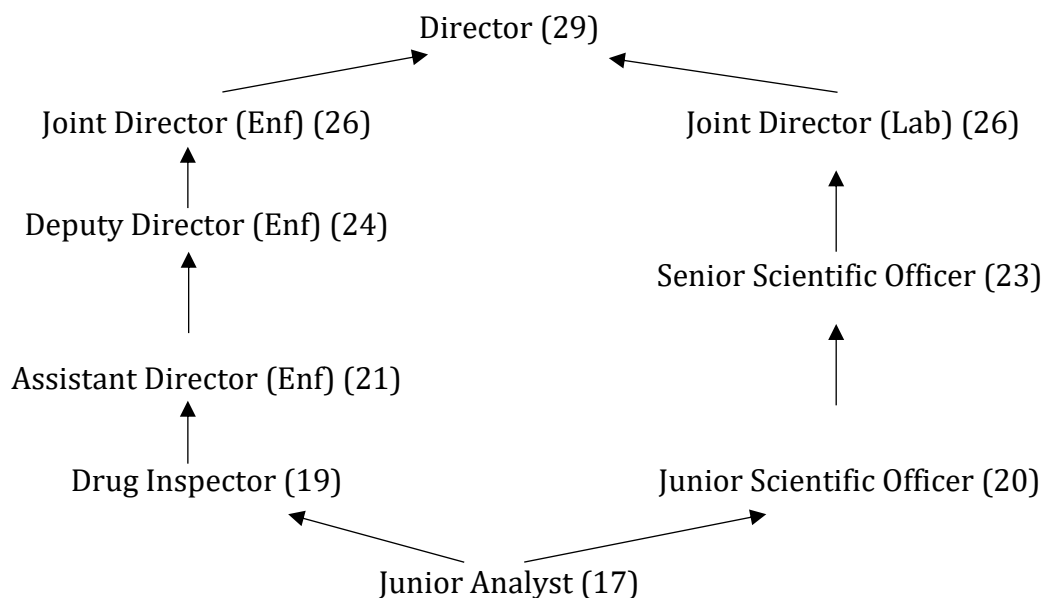 Director (29)
Joint Director (Enf) (26)
Joint Director (Lab) (26)
Deputy Director (Enf) (24)
Senior Scientific Officer (23)
Assistant Director (Enf) (21)
Drug Inspector (19)
Junior Scientific Officer (20)
Junior Analyst (17)